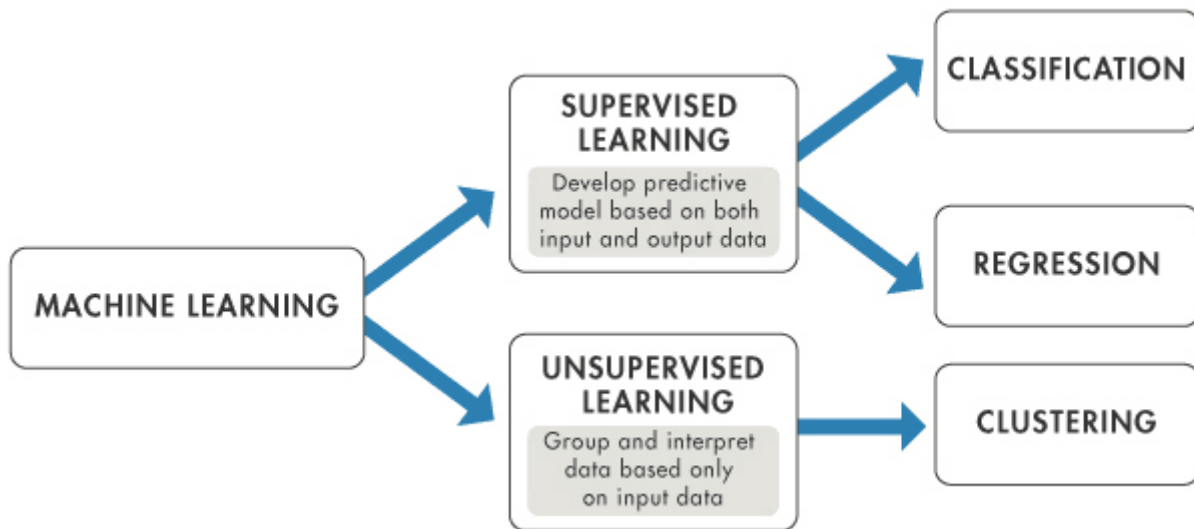 MACHINE LEARNING
SUPERVISED
LEARNING
Develop predictive
model based on both
input and output data
UNSUPERVISED
LEARNING
Group and interpret
data based only
on input data
CLASSIFICATION
REGRESSION
CLUSTERING